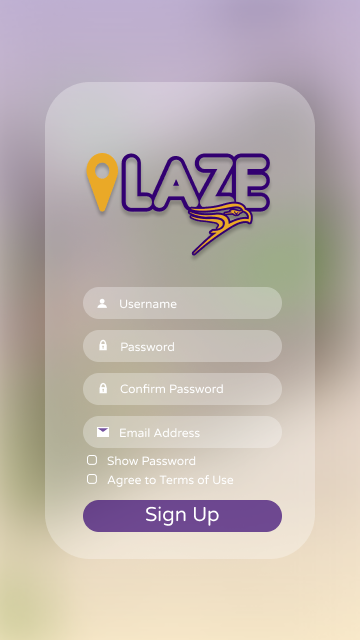 LAZE
Username
Password
Confirm Password
Email Address
Show Password
Agree to Terms of Use
Sign Up